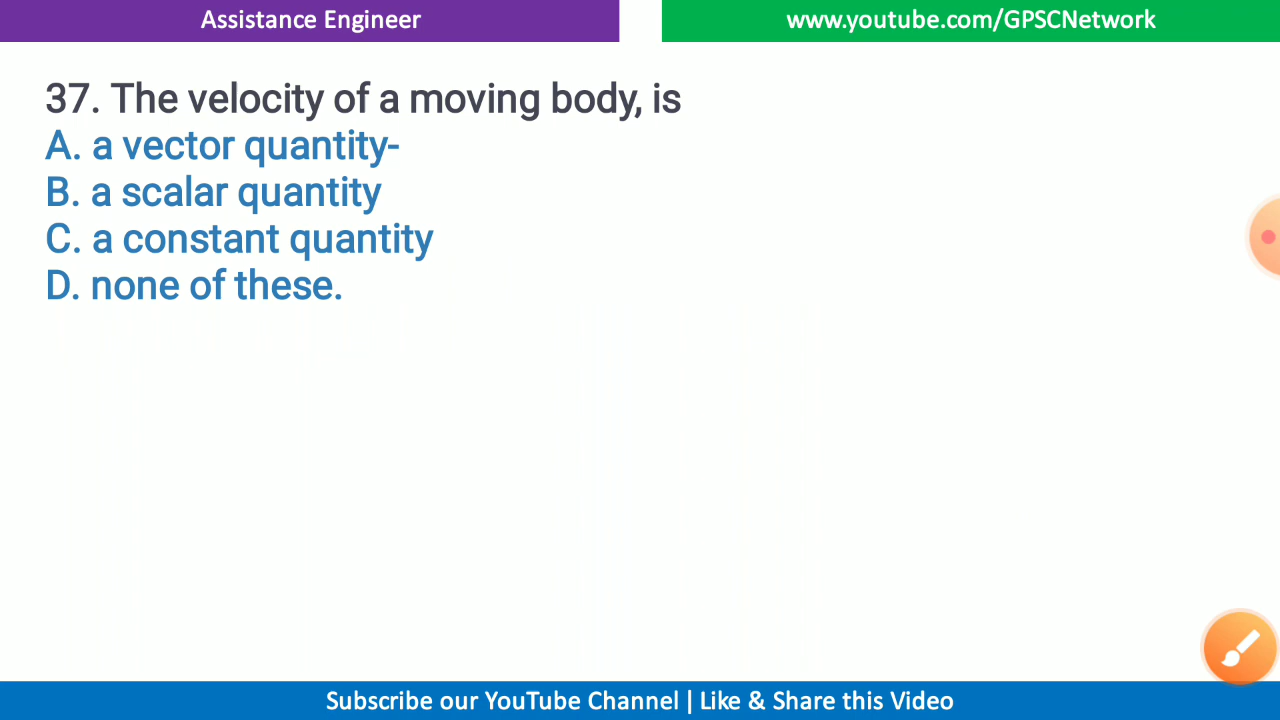 Assistance Engineer
www.youtube.com/GPSCNetwork
37. The velocity of a moving body, is
A. a vector quantity-
B. a scalar quantity
C. a constant quantity
D. none of these.
Subscribe our YouTube Channel | Like & Share this Video